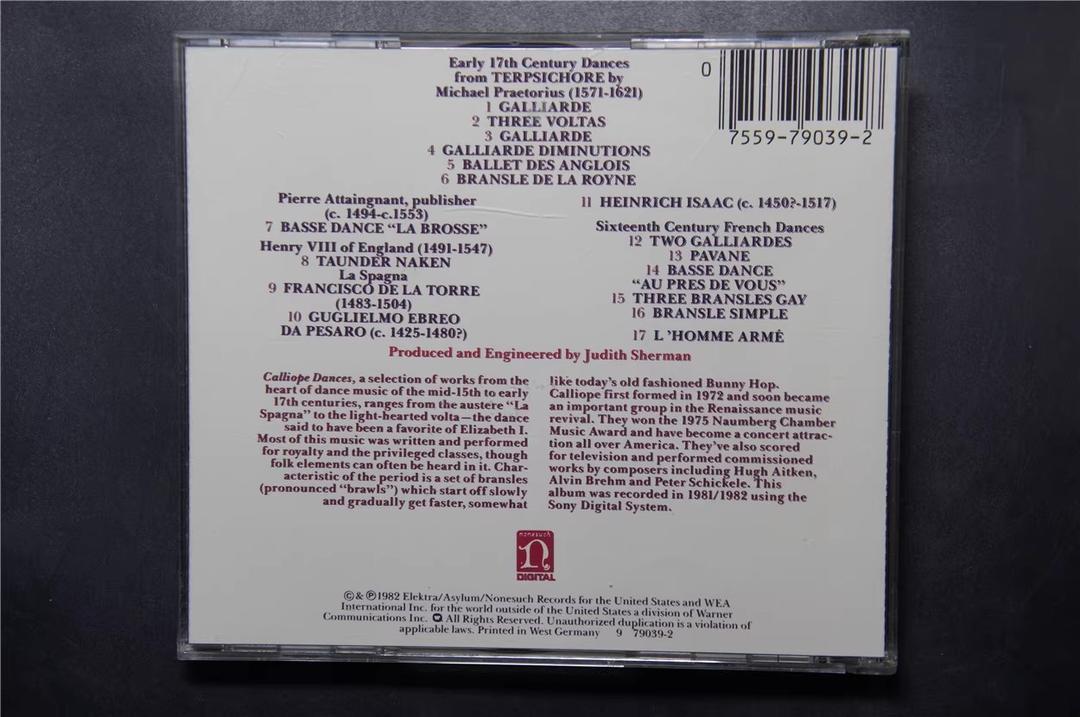 Early 17th Century Dances
from TERPSICHORE by
Michael Praetorius (1571-1621)
1 GALLIARDE
2 THREE VOLTAS
3 GALLIARDE
4 GALLIARDE DIMINUTIONS
5 BALLET DES ANGLOIS
6 BRANSLE DE LA ROYNE
0
7559-79039-2
Pierre Attaingnant, publisher
(c. 1494-c.1553)
7 BASSE DANCE “LA BROSSE”
Henry VIII of England (1491-1547)
8 TAUNDER NAKEN
La Spagna
9 FRANCISCO DE LA TORRE
(1483-1504)
10 GUGLIELMO EBREO
DA PESARO (c. 1425-1480?)
11 HEINRICH ISAAC (c. 1450?-1517)
Sixteenth Century French Dances
12 TWO GALLIARDES
13 PAVANE
14 BASSE DANCE
“AU PRES DE VOUS”
15 THREE BRANSLES GAY
16 BRANSLE SIMPLE
17 L'HOMME ARMÉ
Produced and Engineered by Judith Sherman
Calliope Dances, a selection of works from the
heart of dance music of the mid-15th to early
17th centuries, ranges from the austere “La
Spagna” to the light-hearted volta—the dance
said to have been a favorite of Elizabeth I.
Most of this music was written and performed
for royalty and the privileged classes, though
folk elements can often be heard in it. Char-
acteristic of the period is a set of bransles
(pronounced “brawls”) which start off slowly
and gradually get faster, somewhat
like today's old fashioned Bunny Hop.
Calliope first formed in 1972 and soon became
an important group in the Renaissance music
revival. They won the 1975 Naumberg Chamber
Music Award and have become a concert attrac-
tion all over America. They've also scored
for television and performed commissioned
works by composers including Hugh Aitken,
Alvin Brehm and Peter Schickele. This
album was recorded in 1981/1982 using the
Sony Digital System.
nonesuch
n
DIGITAL
©&℗1982 Elektra/Asylum/Nonesuch Records for the United States and WEA
International Inc. for the world outside of the United States a division of Warner
Communications Inc. All Rights Reserved. Unauthorized duplication is a violation of
applicable laws. Printed in West Germany 9 79039-2